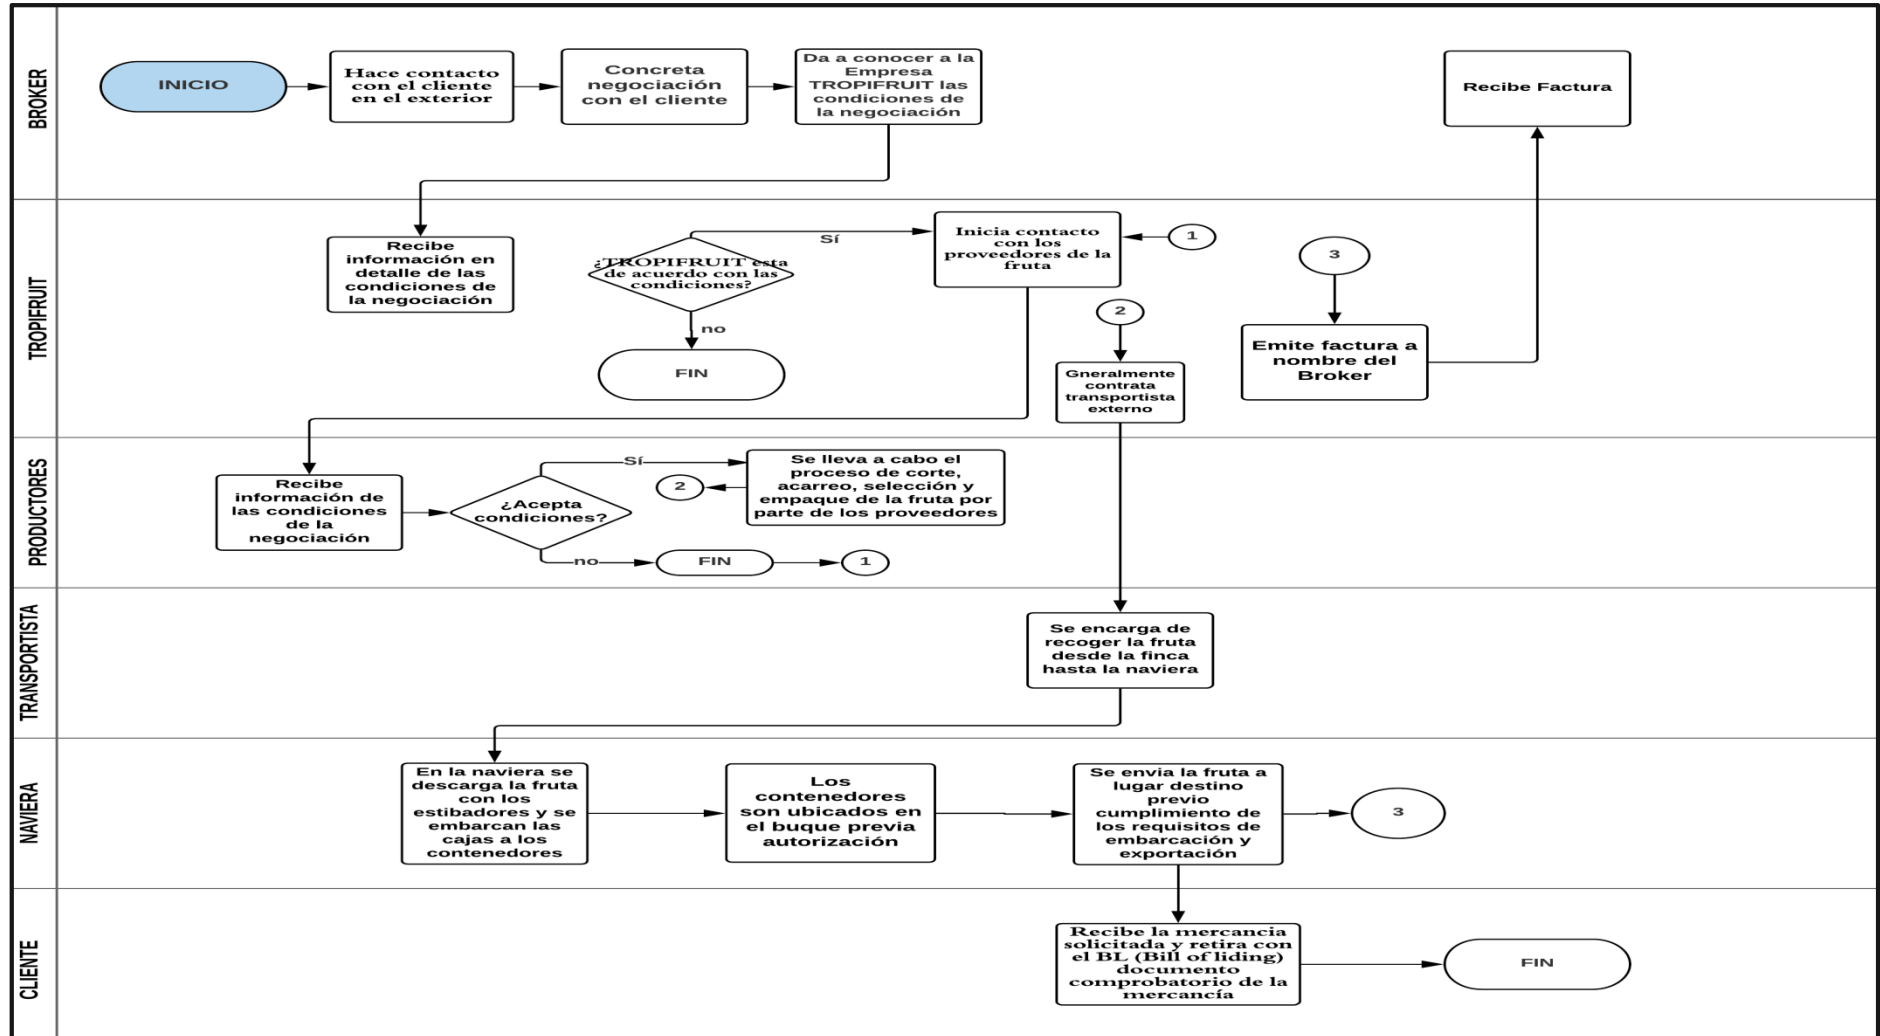 BROKER
INICIO
Hace contacto
con el cliente
en el exterior
Concreta
negociación
con el cliente
Da a conocer a la
Empresa
TROPIFRUIT las
condiciones de
la negociación
Recibe Factura
TROPIFRUIT
Recibe
información en
detalle de las
condiciones de
la negociación
¿TROPIFRUIT esta
de acuerdo con las
condiciones?
Sí
no
FIN
Inicia contacto
con los
proveedores de la
fruta
1
2
Gneralmente
contrata
transportista
externo
3
Emite factura a
nombre del
Broker
PRODUCTORES
Recibe
información de
las condiciones
de la
negociación
¿Acepta
condiciones?
Sí
Se lleva a cabo el
proceso de corte,
acarreo, selección y
empaque de la fruta por
parte de los proveedores
2
no
FIN
1
TRANSPORTISTA
Se encarga de
recoger la fruta
desde la finca
hasta la naviera
NAVIERA
En la naviera se
descarga la fruta
con los
estibadores y se
embarcan las
cajas a los
contenedores
Los
contenedores
son ubicados en
el buque previa
autorización
Se envia la fruta a
lugar destino
previo
cumplimiento de
los requisitos de
embarcación y
exportación
3
CLIENTE
Recibe la mercancia
solicitada y retira con
el BL (Bill of liding)
documento
comprobatorio de la
mercancía
FIN